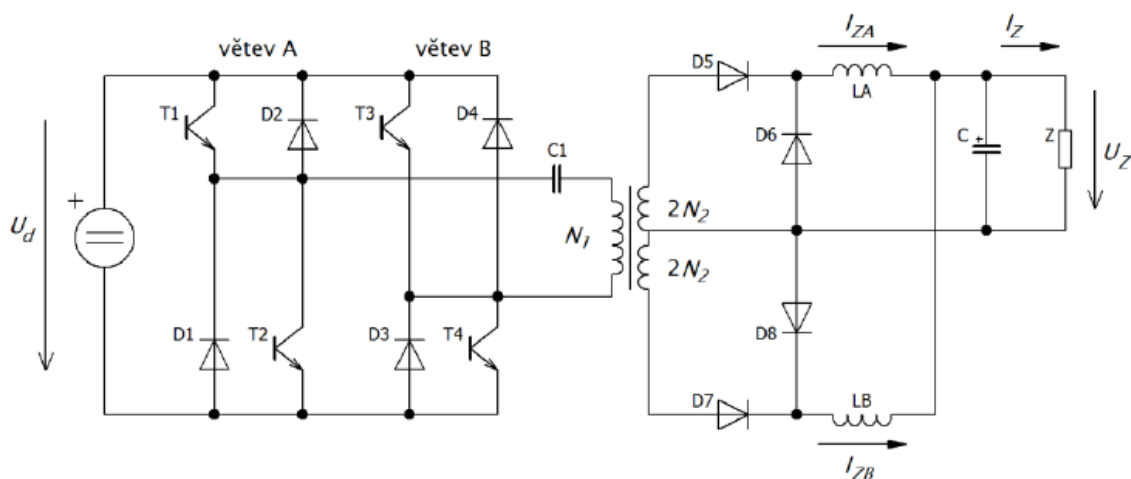 větev A
větev B
I_ZA
I_Z
D5
LA
T1
D2
T3
D4
D6
C +
Z
U_Z
C1
+
U_d
N_1
2N_2
2N_2
D1
T2
D3
T4
D8
D7
LB
I_ZB